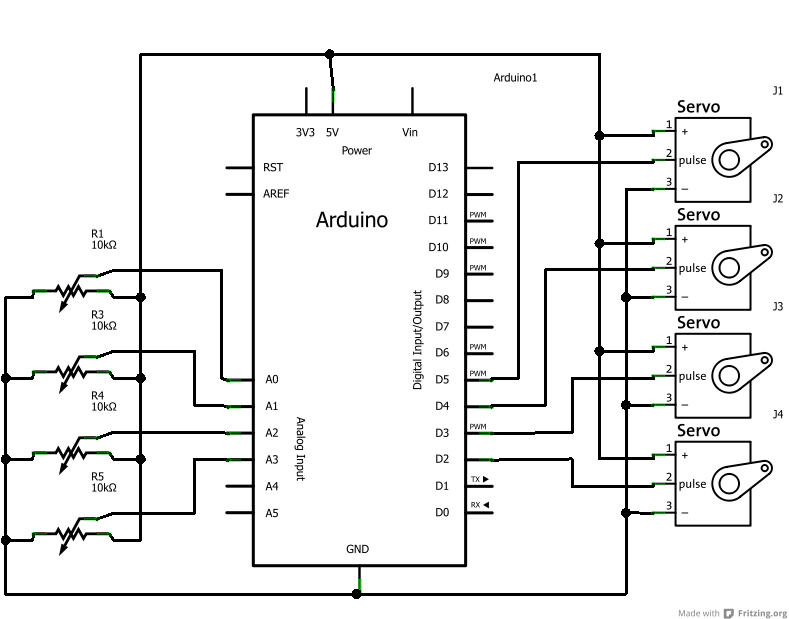 Arduino1
J1
3V3 5V Vin
Power
RST
AREF
Arduino
D13
D12
PWM
D11
PWM
D10
PWM
D9
D8
D7
PWM
D6
PWM
D5
D4
PWM
D3
D2
TX
D1
RX
D0
Digital Input/Output
A0
A1
A2
A3
A4
A5
Analog Input
GND
R1
10kΩ
R3
10kΩ
R4
10kΩ
R5
10kΩ
Servo
1 +
2 pulse
3 −
J2
Servo
1 +
2 pulse
3 −
J3
Servo
1 +
2 pulse
3 −
J4
Servo
1 +
2 pulse
3 −
Made with Fritzing.org